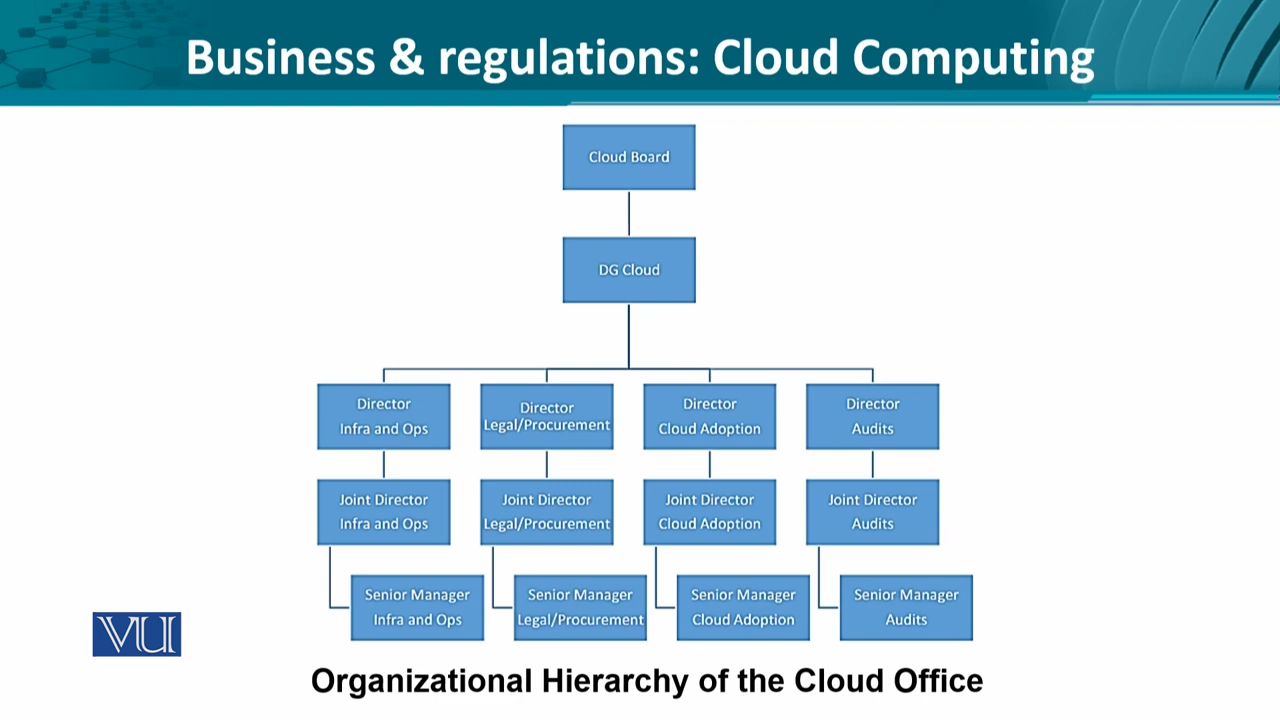 Business & regulations: Cloud Computing
Cloud Board
DG Cloud
Director
Infra and Ops
Director
Legal/Procurement
Director
Cloud Adoption
Director
Audits
Joint Director
Infra and Ops
Joint Director
Legal/Procurement
Joint Director
Cloud Adoption
Joint Director
Audits
Senior Manager
Infra and Ops
Senior Manager
Legal/Procurement
Senior Manager
Cloud Adoption
Senior Manager
Audits
VU
Organizational Hierarchy of the Cloud Office